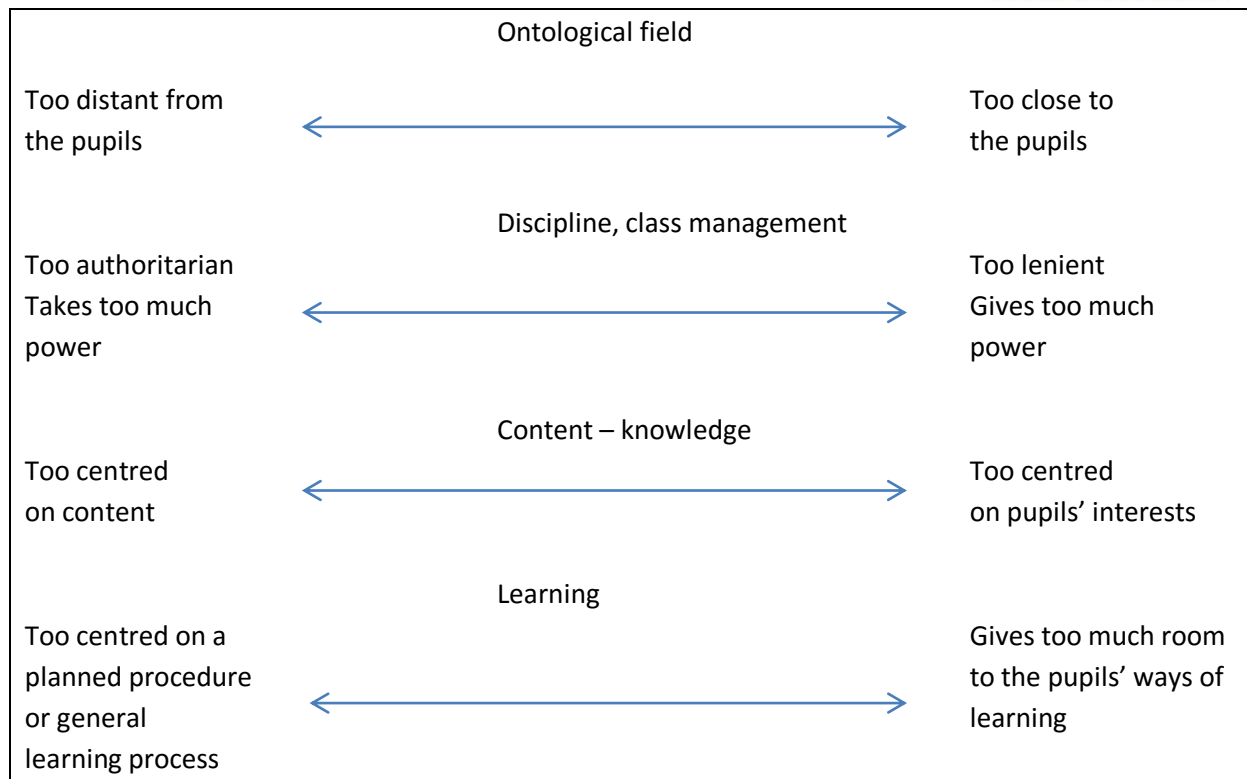 Ontological field
Too distant from
the pupils
Too close to
the pupils
Discipline, class management
Too authoritarian
Takes too much
power
Too lenient
Gives too much
power
Content – knowledge
Too centred
on content
Too centred
on pupils’ interests
Learning
Too centred on a
planned procedure
or general
learning process
Gives too much room
to the pupils’ ways of
learning